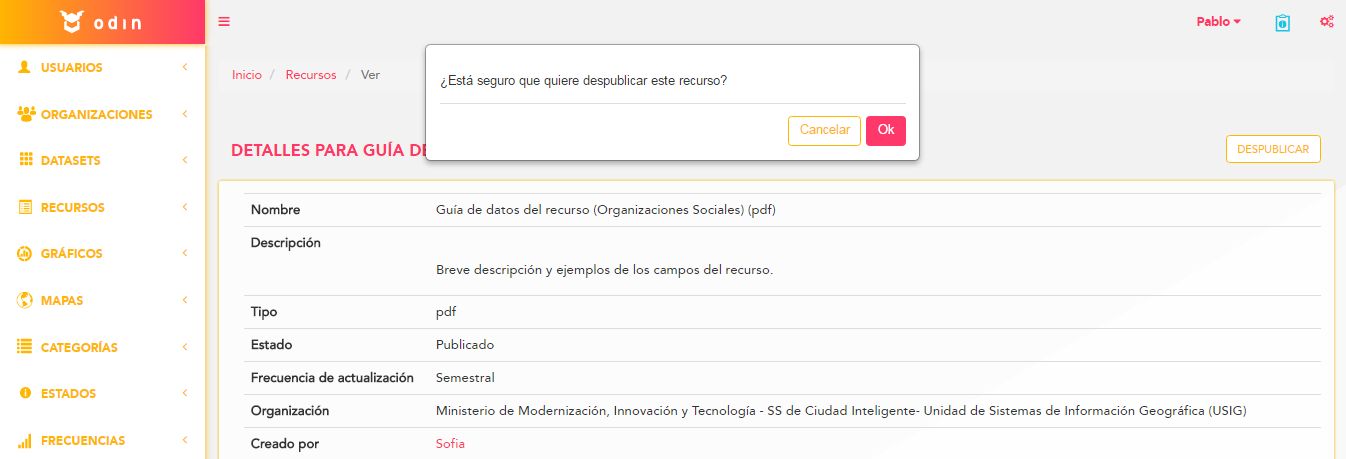 odin
Pablo
USUARIOS
ORGANIZACIONES
DATASETS
RECURSOS
GRÁFICOS
MAPAS
CATEGORÍAS
ESTADOS
FRECUENCIAS
Inicio / Recursos / Ver
¿Está seguro que quiere despublicar este recurso?
Cancelar Ok
DETALLES PARA GUÍA DE
DESPUBLICAR
Nombre Guía de datos del recurso (Organizaciones Sociales) (pdf)
Descripción
Breve descripción y ejemplos de los campos del recurso.
Tipo pdf
Estado Publicado
Frecuencia de actualización Semestral
Organización Ministerio de Modernización, Innovación y Tecnología - SS de Ciudad Inteligente- Unidad de Sistemas de Información Geográfica (USIG)
Creado por Sofia